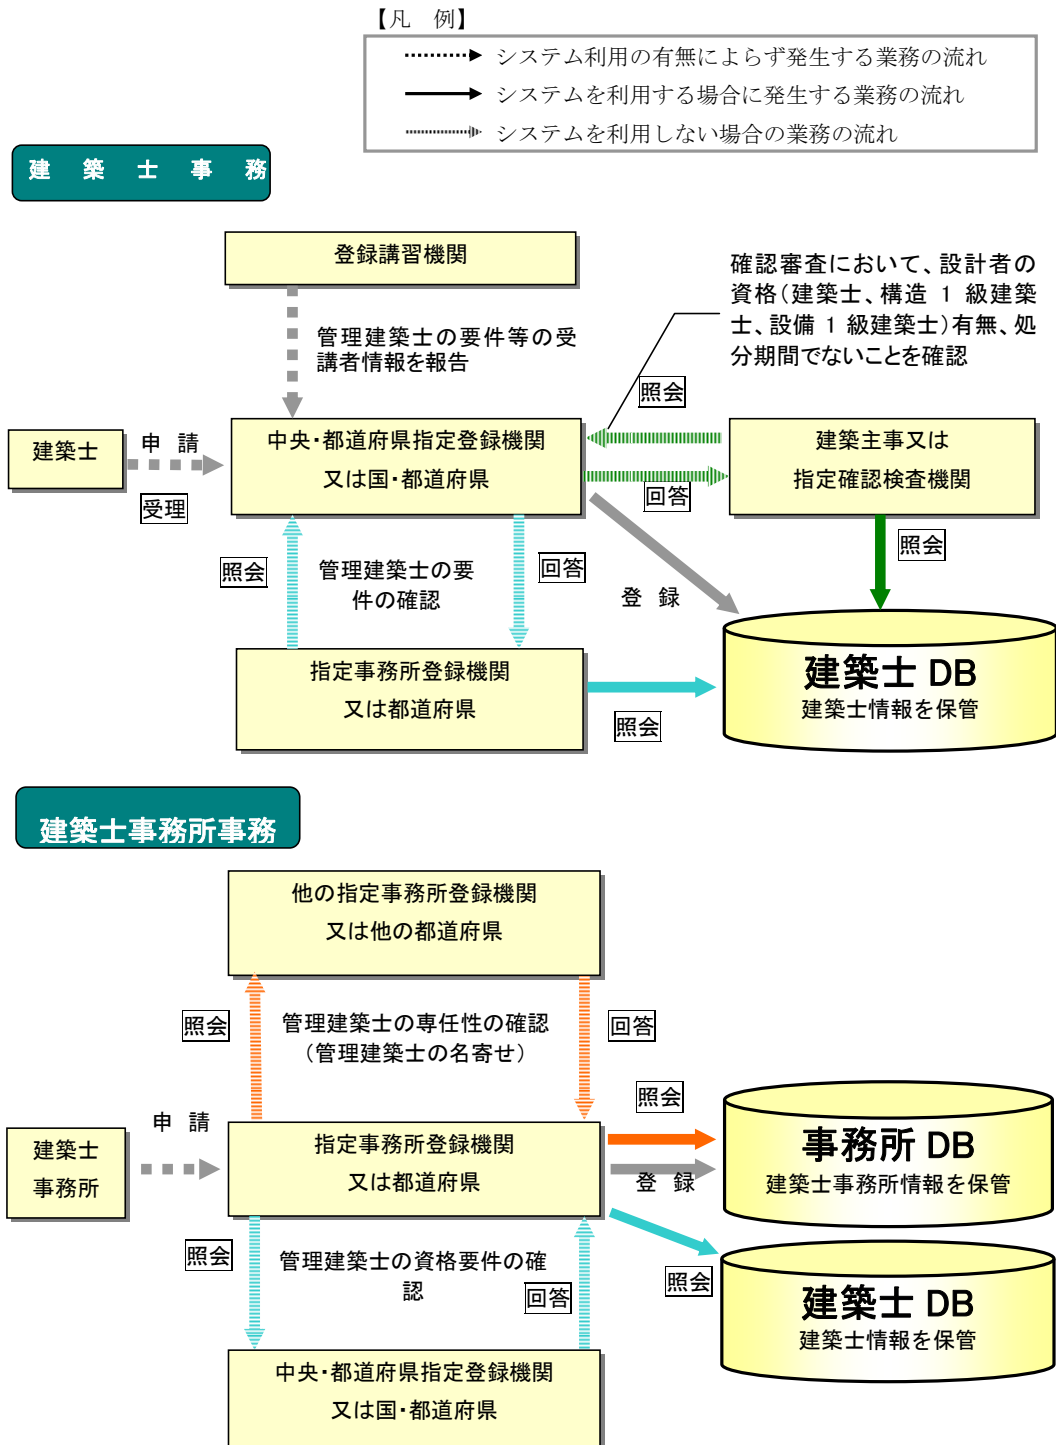 【凡　例】
システム利用の有無によらず発生する業務の流れ
システムを利用する場合に発生する業務の流れ
システムを利用しない場合の業務の流れ
建　築　士　事　務
登録講習機関
管理建築士の要件等の受
講者情報を報告
確認審査において、設計者の
資格（建築士、構造 1 級建築
士、設備 1 級建築士）有無、処
分期間でないことを確認
照会
建築士
申 請
受理
中央・都道府県指定登録機関
又は国・都道府県
回答
建築主事又は
指定確認検査機関
照会
照会
管理建築士の要
件の確認
回答
登 録
指定事務所登録機関
又は都道府県
照会
建築士 DB
建築士情報を保管
建築士事務所事務
他の指定事務所登録機関
又は他の都道府県
照会
管理建築士の専任性の確認
（管理建築士の名寄せ）
回答
申 請
建築士
事務所
指定事務所登録機関
又は都道府県
照会
登 録
事務所 DB
建築士事務所情報を保管
照会
管理建築士の資格要件の確
認
回答
照会
建築士 DB
建築士情報を保管
中央・都道府県指定登録機関
又は国・都道府県